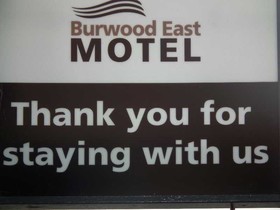 Burwood East
MOTEL
Thank you for
staying with us